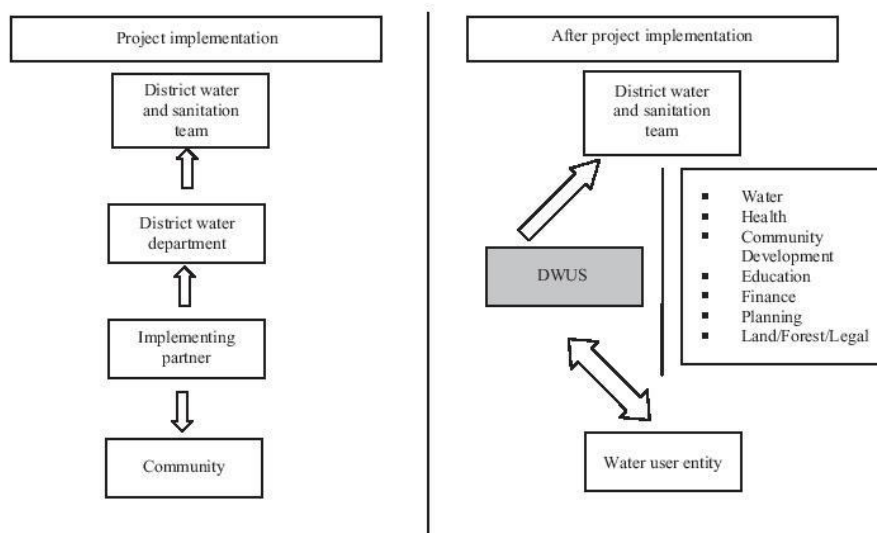 Project implementation
District water
and sanitation
team
District water
department
Implementing
partner
Community
After project implementation
District water
and sanitation
team
▪ Water
▪ Health
▪ Community
Development
▪ Education
▪ Finance
▪ Planning
▪ Land/Forest/Legal
DWUS
Water user entity